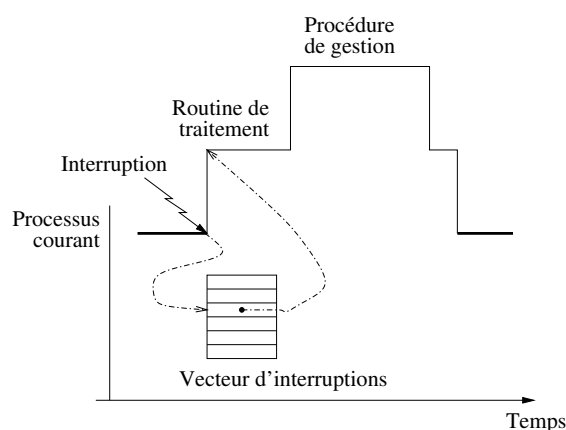 Procédure
de gestion
Routine de
traitement
Interruption
Processus
courant
Vecteur d'interruptions
Temps